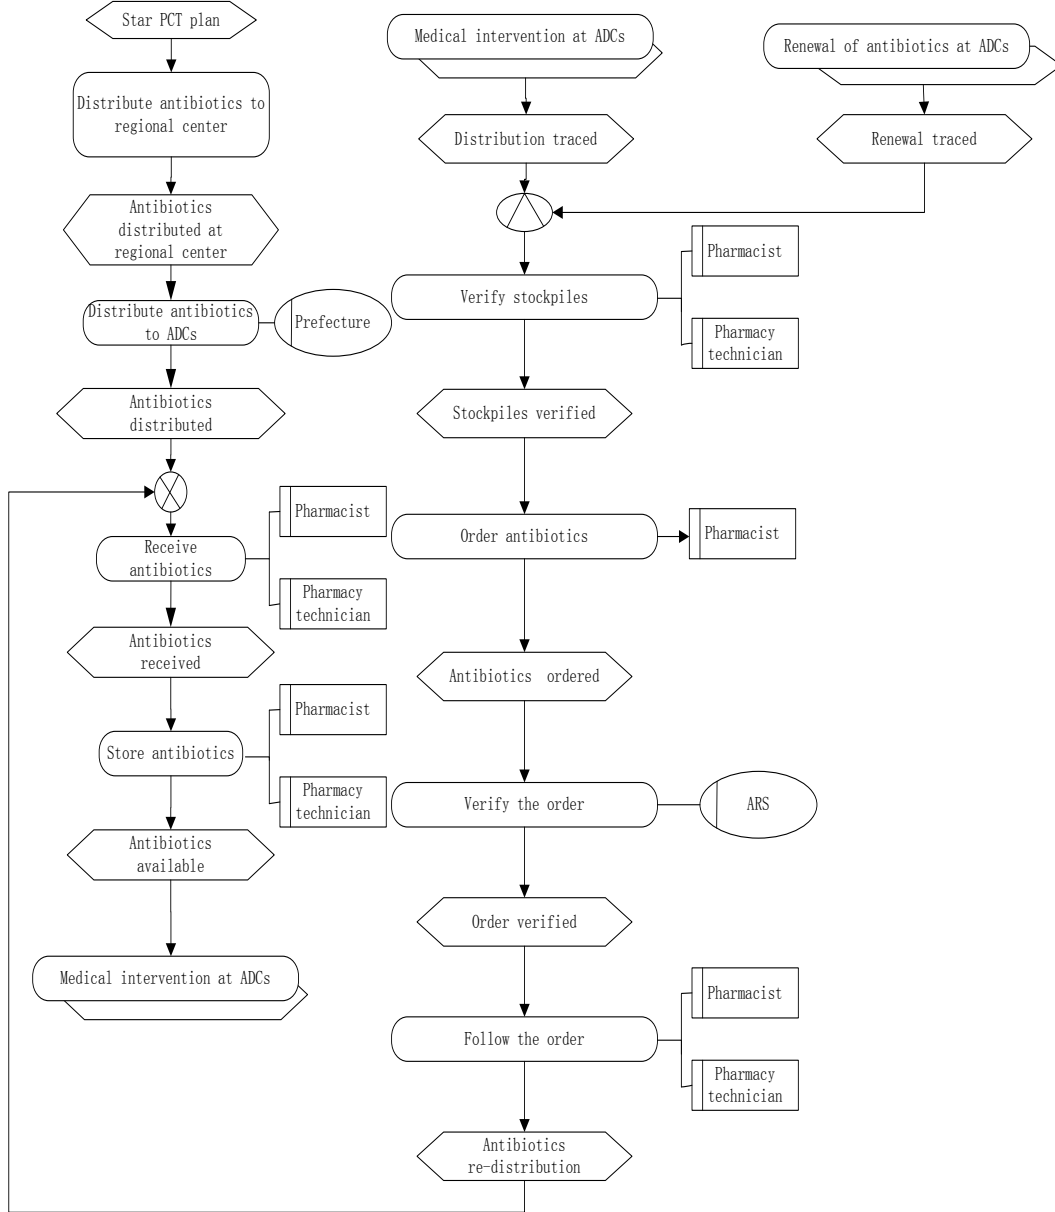 Star PCT plan
Distribute antibiotics to
regional center
Antibiotics
distributed at
regional center
Distribute antibiotics
to ADCs
Prefecture
Antibiotics
distributed
Receive
antibiotics
Pharmacist
Pharmacy
technician
Antibiotics
received
Store antibiotics
Pharmacist
Pharmacy
technician
Antibiotics
available
Medical intervention at ADCs
Medical intervention at ADCs
Distribution traced
Renewal of antibiotics at ADCs
Renewal traced
Verify stockpiles
Pharmacist
Pharmacy
technician
Stockpiles verified
Order antibiotics
Pharmacist
Antibiotics ordered
Verify the order
ARS
Order verified
Follow the order
Pharmacist
Pharmacy
technician
Antibiotics
re-distribution